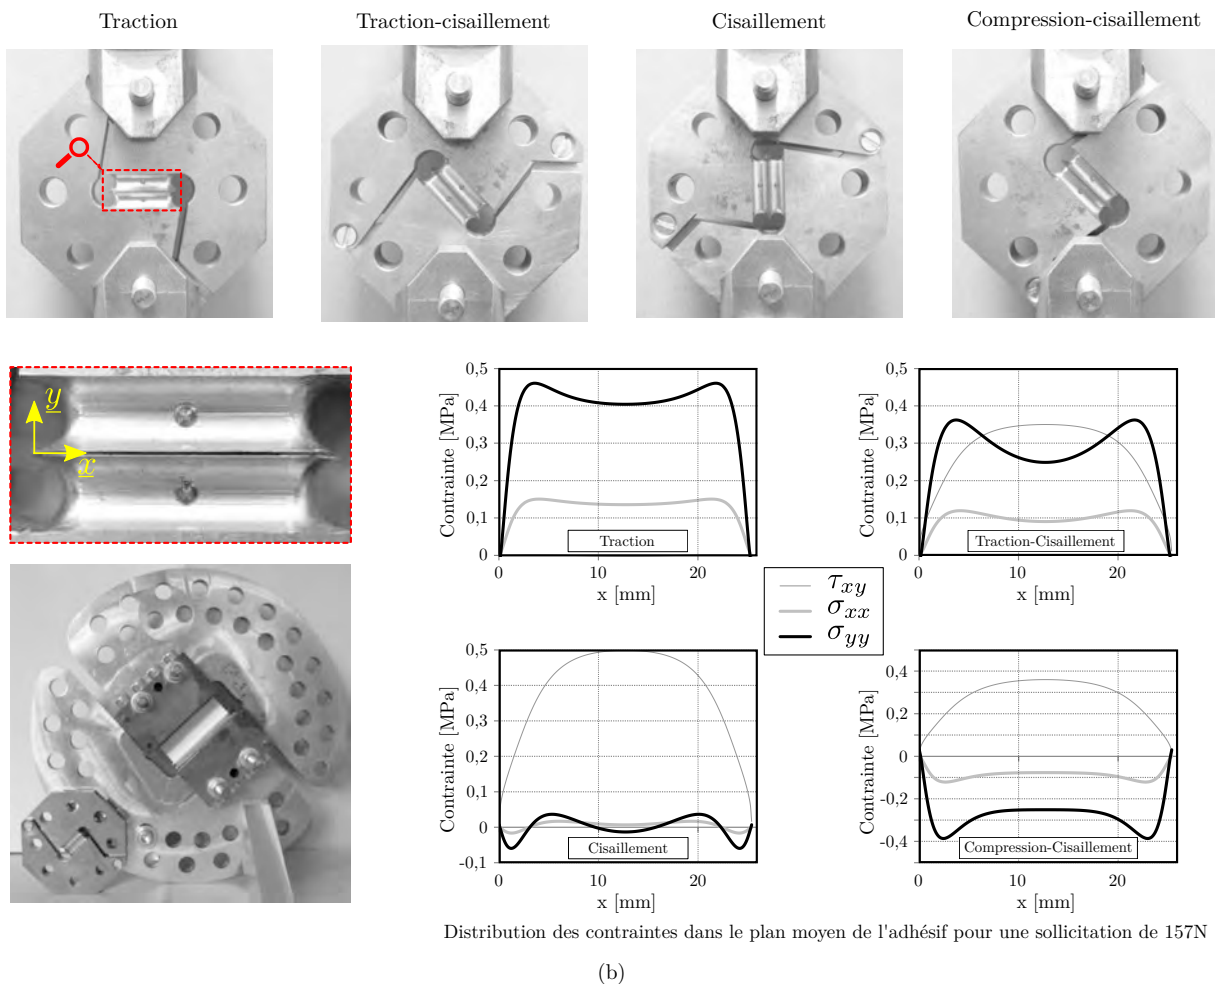 Traction
Traction-cisaillement
Cisaillement
Compression-cisaillement
y
x
0,5
0,4
0,3
0,2
0,1
0
Contrainte [MPa]
Traction
0
10
20
x [mm]
0,5
0,4
0,3
0,2
0,1
0
Contrainte [MPa]
Traction-Cisaillement
0
10
20
x [mm]
τxy
σxx
σyy
0,5
0,4
0,3
0,2
0,1
0
-0,1
Contrainte [MPa]
Cisaillement
0
10
20
x [mm]
0,4
0,2
0
-0,2
-0,4
Contrainte [MPa]
Compression-Cisaillement
0
10
20
x [mm]
Distribution des contraintes dans le plan moyen de l'adhésif pour une sollicitation de 157N
(b)